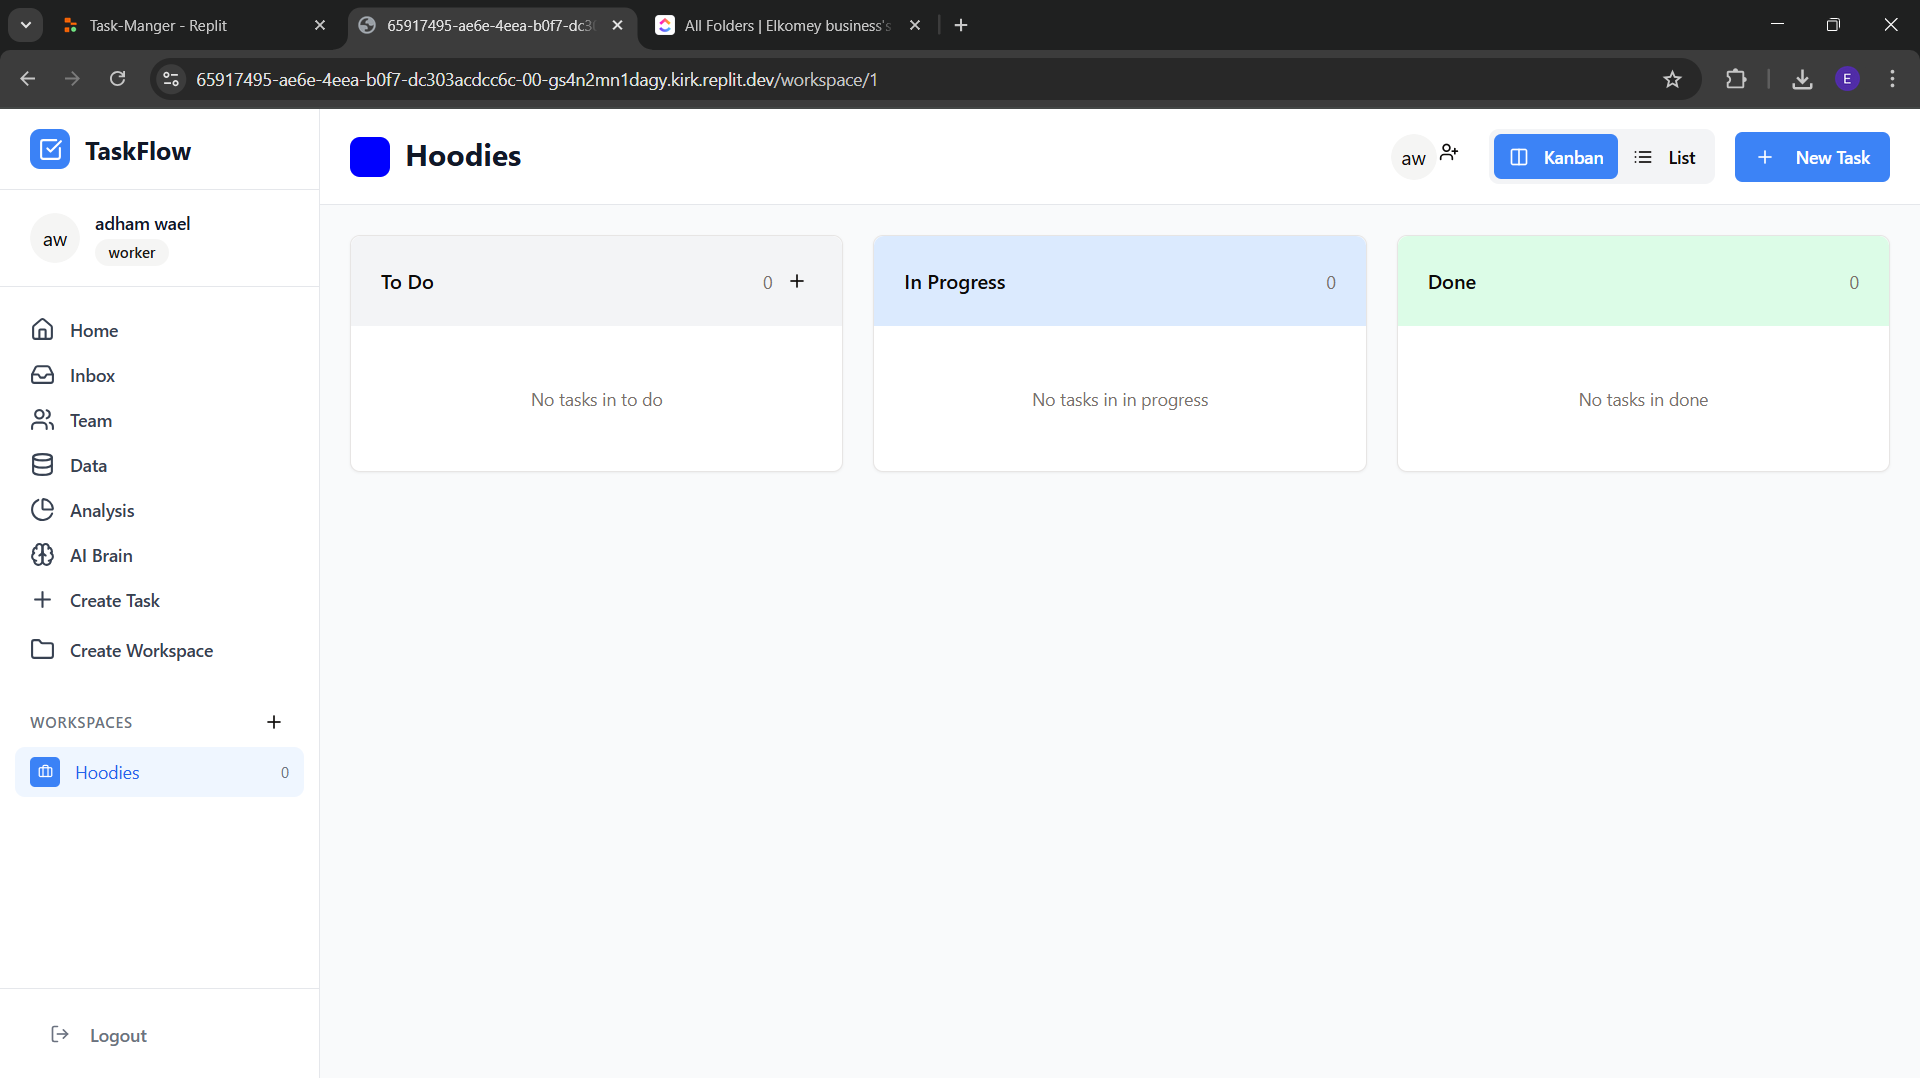 Task-Manger - Replit
65917495-ae6e-4eea-b0f7-dc30
All Folders | Elkomey business's
65917495-ae6e-4eea-b0f7-dc303acdcc6c-00-gs4n2mn1dagy.kirk.replit.dev/workspace/1
E
TaskFlow
aw
adham wael
worker
Home
Inbox
Team
Data
Analysis
AI Brain
Create Task
Create Workspace
WORKSPACES
Hoodies
0
Logout
Hoodies
aw
Kanban
List
New Task
To Do
0
No tasks in to do
In Progress
0
No tasks in in progress
Done
0
No tasks in done